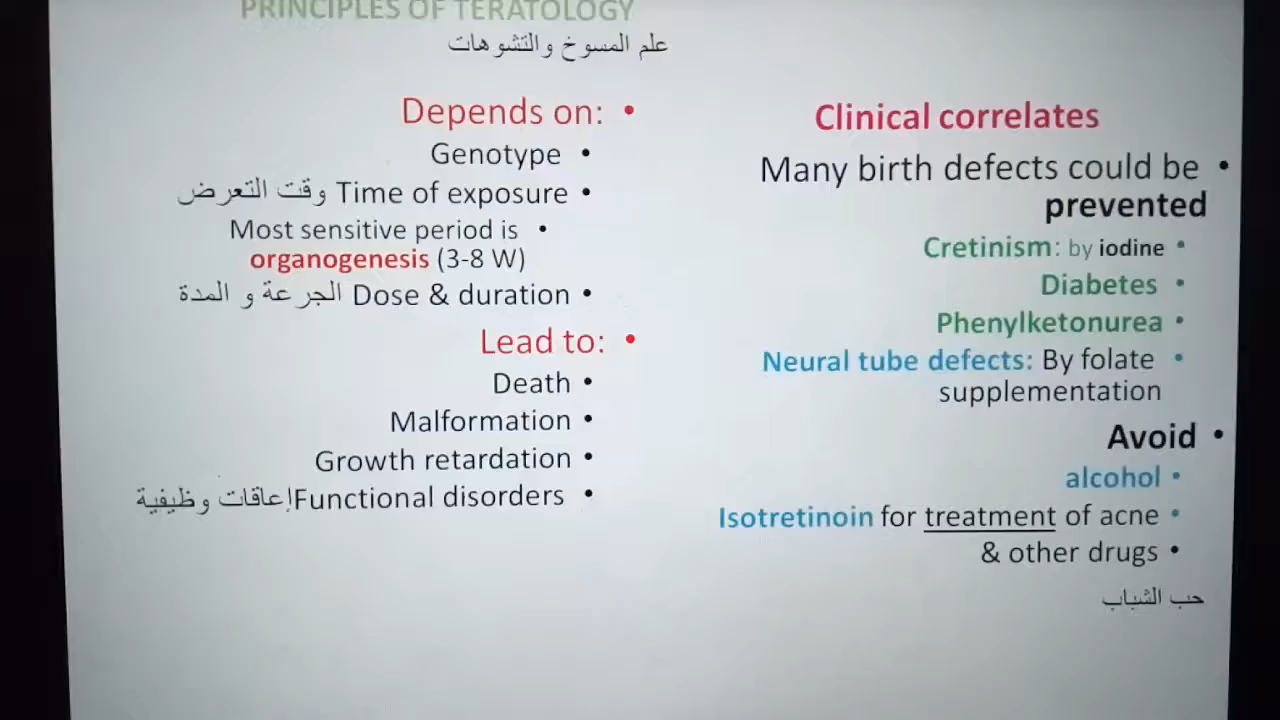 PRINCIPLES OF TERATOLOGY
علم المسوخ والتشوهات
Depends on:
• Genotype
• Time of exposure وقت التعرض
• Most sensitive period is
organogenesis (3-8 W)
• Dose & duration الجرعة و المدة
Lead to:
• Death
• Malformation
• Growth retardation
• Functional disorders إعاقات وظيفية
Clinical correlates
• Many birth defects could be
prevented
• Cretinism: by iodine
• Diabetes
• Phenylketonurea
• Neural tube defects: By folate
supplementation
• Avoid
• alcohol
• Isotretinoin for treatment of acne
• & other drugs
حب الشباب